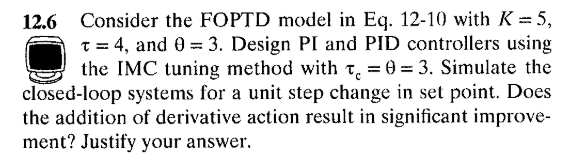 12.6 Consider the FOPTD model in Eq. 12-10 with K = 5,
τ = 4, and θ = 3. Design PI and PID controllers using
the IMC tuning method with τc = θ = 3. Simulate the
closed-loop systems for a unit step change in set point. Does
the addition of derivative action result in significant improve-
ment? Justify your answer.